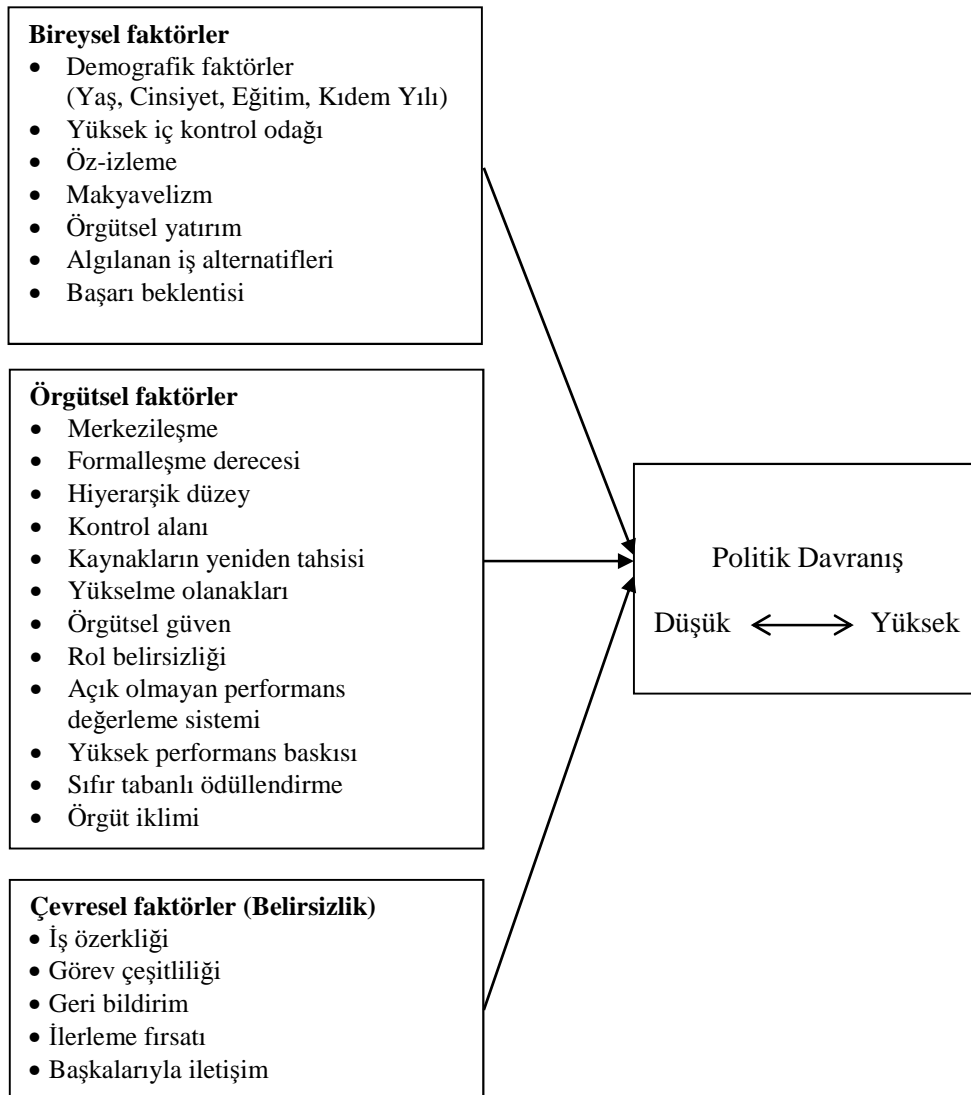 Bireysel faktörler
• Demografik faktörler
(Yaş, Cinsiyet, Eğitim, Kıdem Yılı)
• Yüksek iç kontrol odağı
• Öz-izleme
• Makyavelizm
• Örgütsel yatırım
• Algılanan iş alternatifleri
• Başarı beklentisi
Örgütsel faktörler
• Merkezileşme
• Formalleşme derecesi
• Hiyerarşik düzey
• Kontrol alanı
• Kaynakların yeniden tahsisi
• Yükselme olanakları
• Örgütsel güven
• Rol belirsizliği
• Açık olmayan performans
değerleme sistemi
• Yüksek performans baskısı
• Sıfır tabanlı ödüllendirme
• Örgüt iklimi
Çevresel faktörler (Belirsizlik)
• İş özerkliği
• Görev çeşitliliği
• Geri bildirim
• İlerleme fırsatı
• Başkalarıyla iletişim
Politik Davranış
Düşük Yüksek